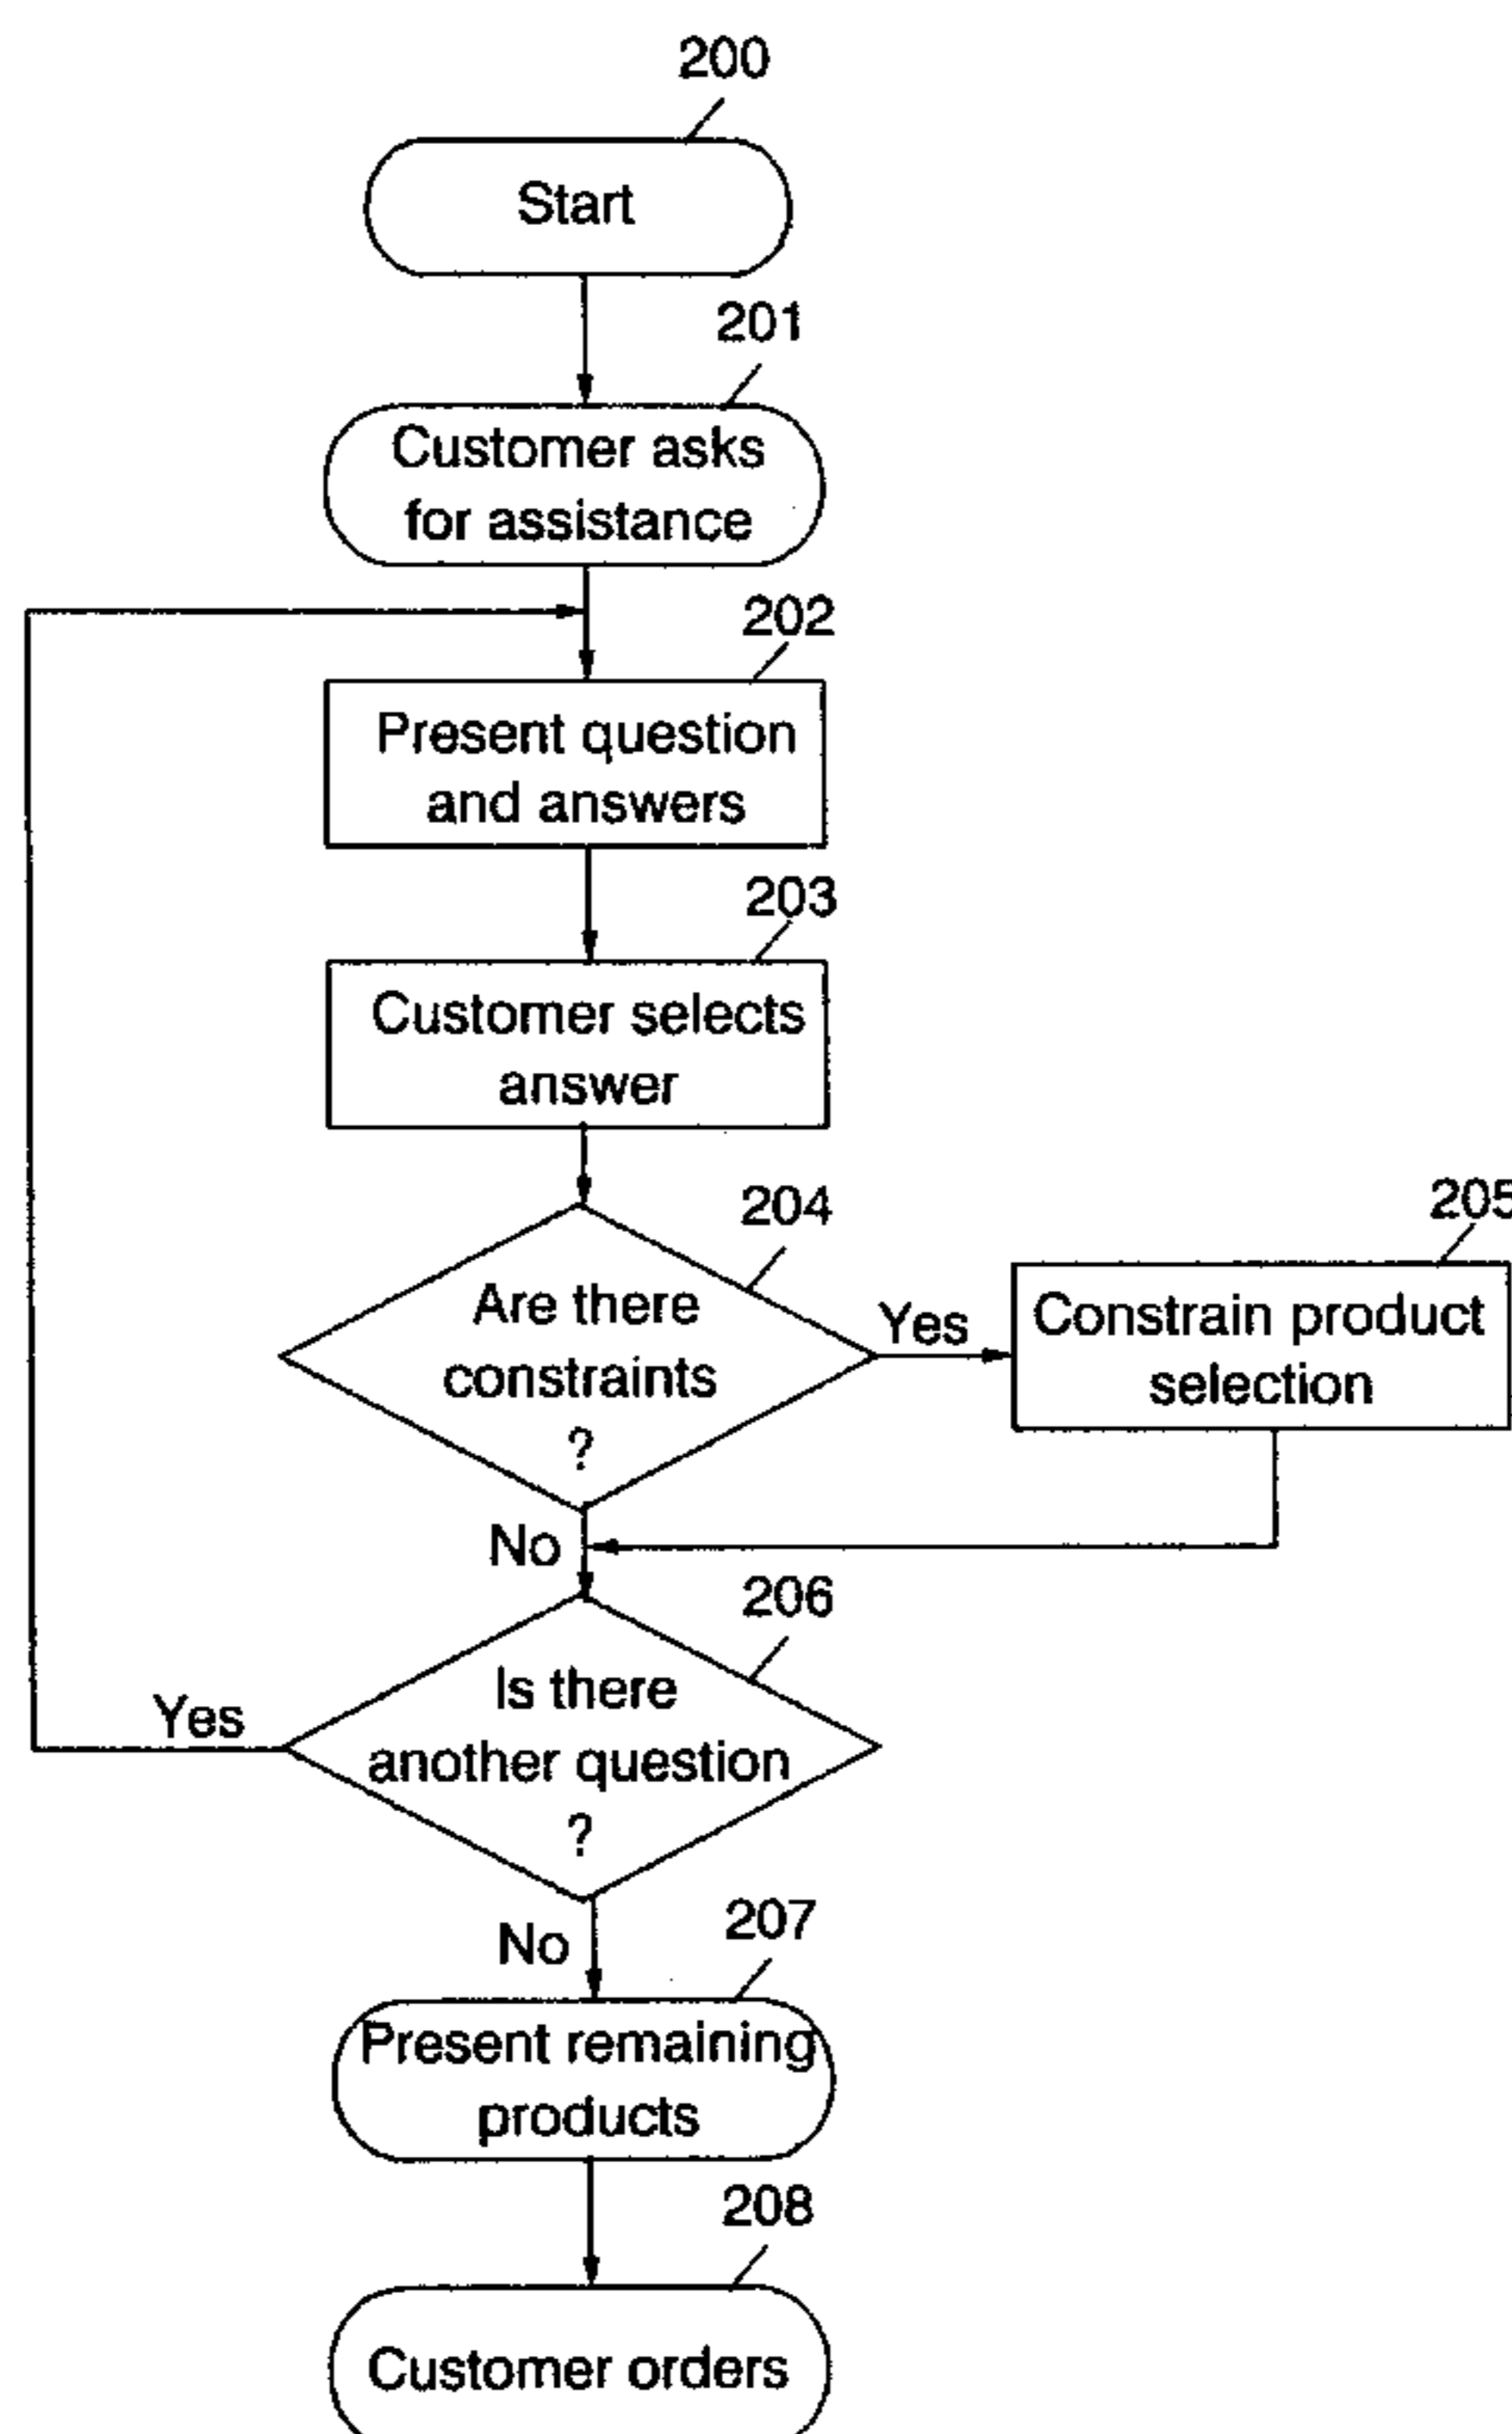 200
Start
201
Customer asks
for assistance
202
Present question
and answers
203
Customer selects
answer
204
Are there
constraints
?
Yes
205
Constrain product
selection
No
206
Is there
another question
?
Yes
No
207
Present remaining
products
208
Customer orders